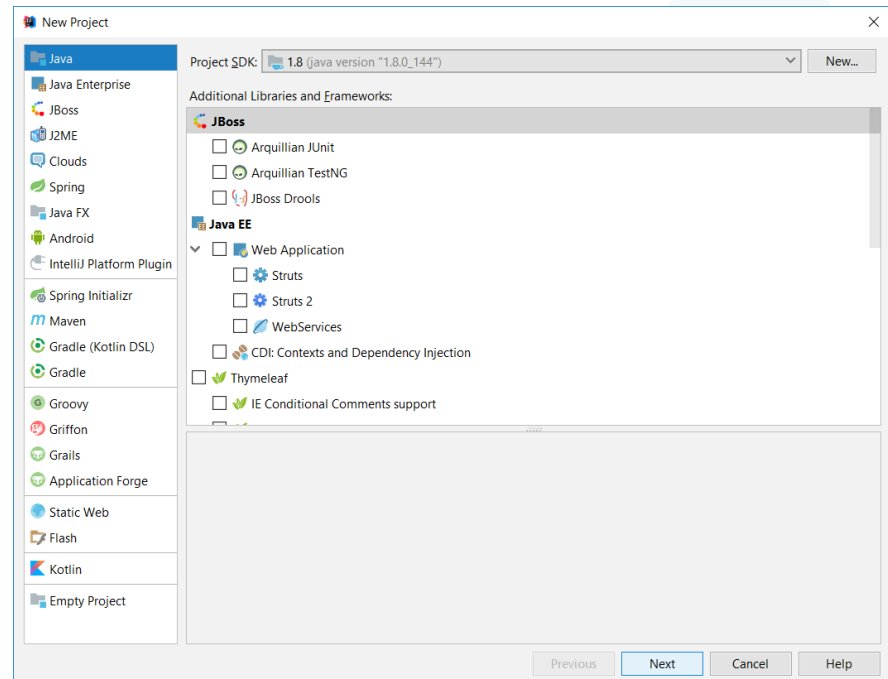 New Project
Java
Java Enterprise
JBoss
J2ME
Clouds
Spring
Java FX
Android
IntelliJ Platform Plugin
Spring Initializr
Maven
Gradle (Kotlin DSL)
Gradle
Groovy
Griffon
Grails
Application Forge
Static Web
Flash
Kotlin
Empty Project
Project SDK: 1.8 (java version "1.8.0_144") New...
Additional Libraries and Frameworks:
JBoss
Arquillian JUnit
Arquillian TestNG
JBoss Drools
Java EE
Web Application
Struts
Struts 2
WebServices
CDI: Contexts and Dependency Injection
Thymeleaf
IE Conditional Comments support
Previous Next Cancel Help